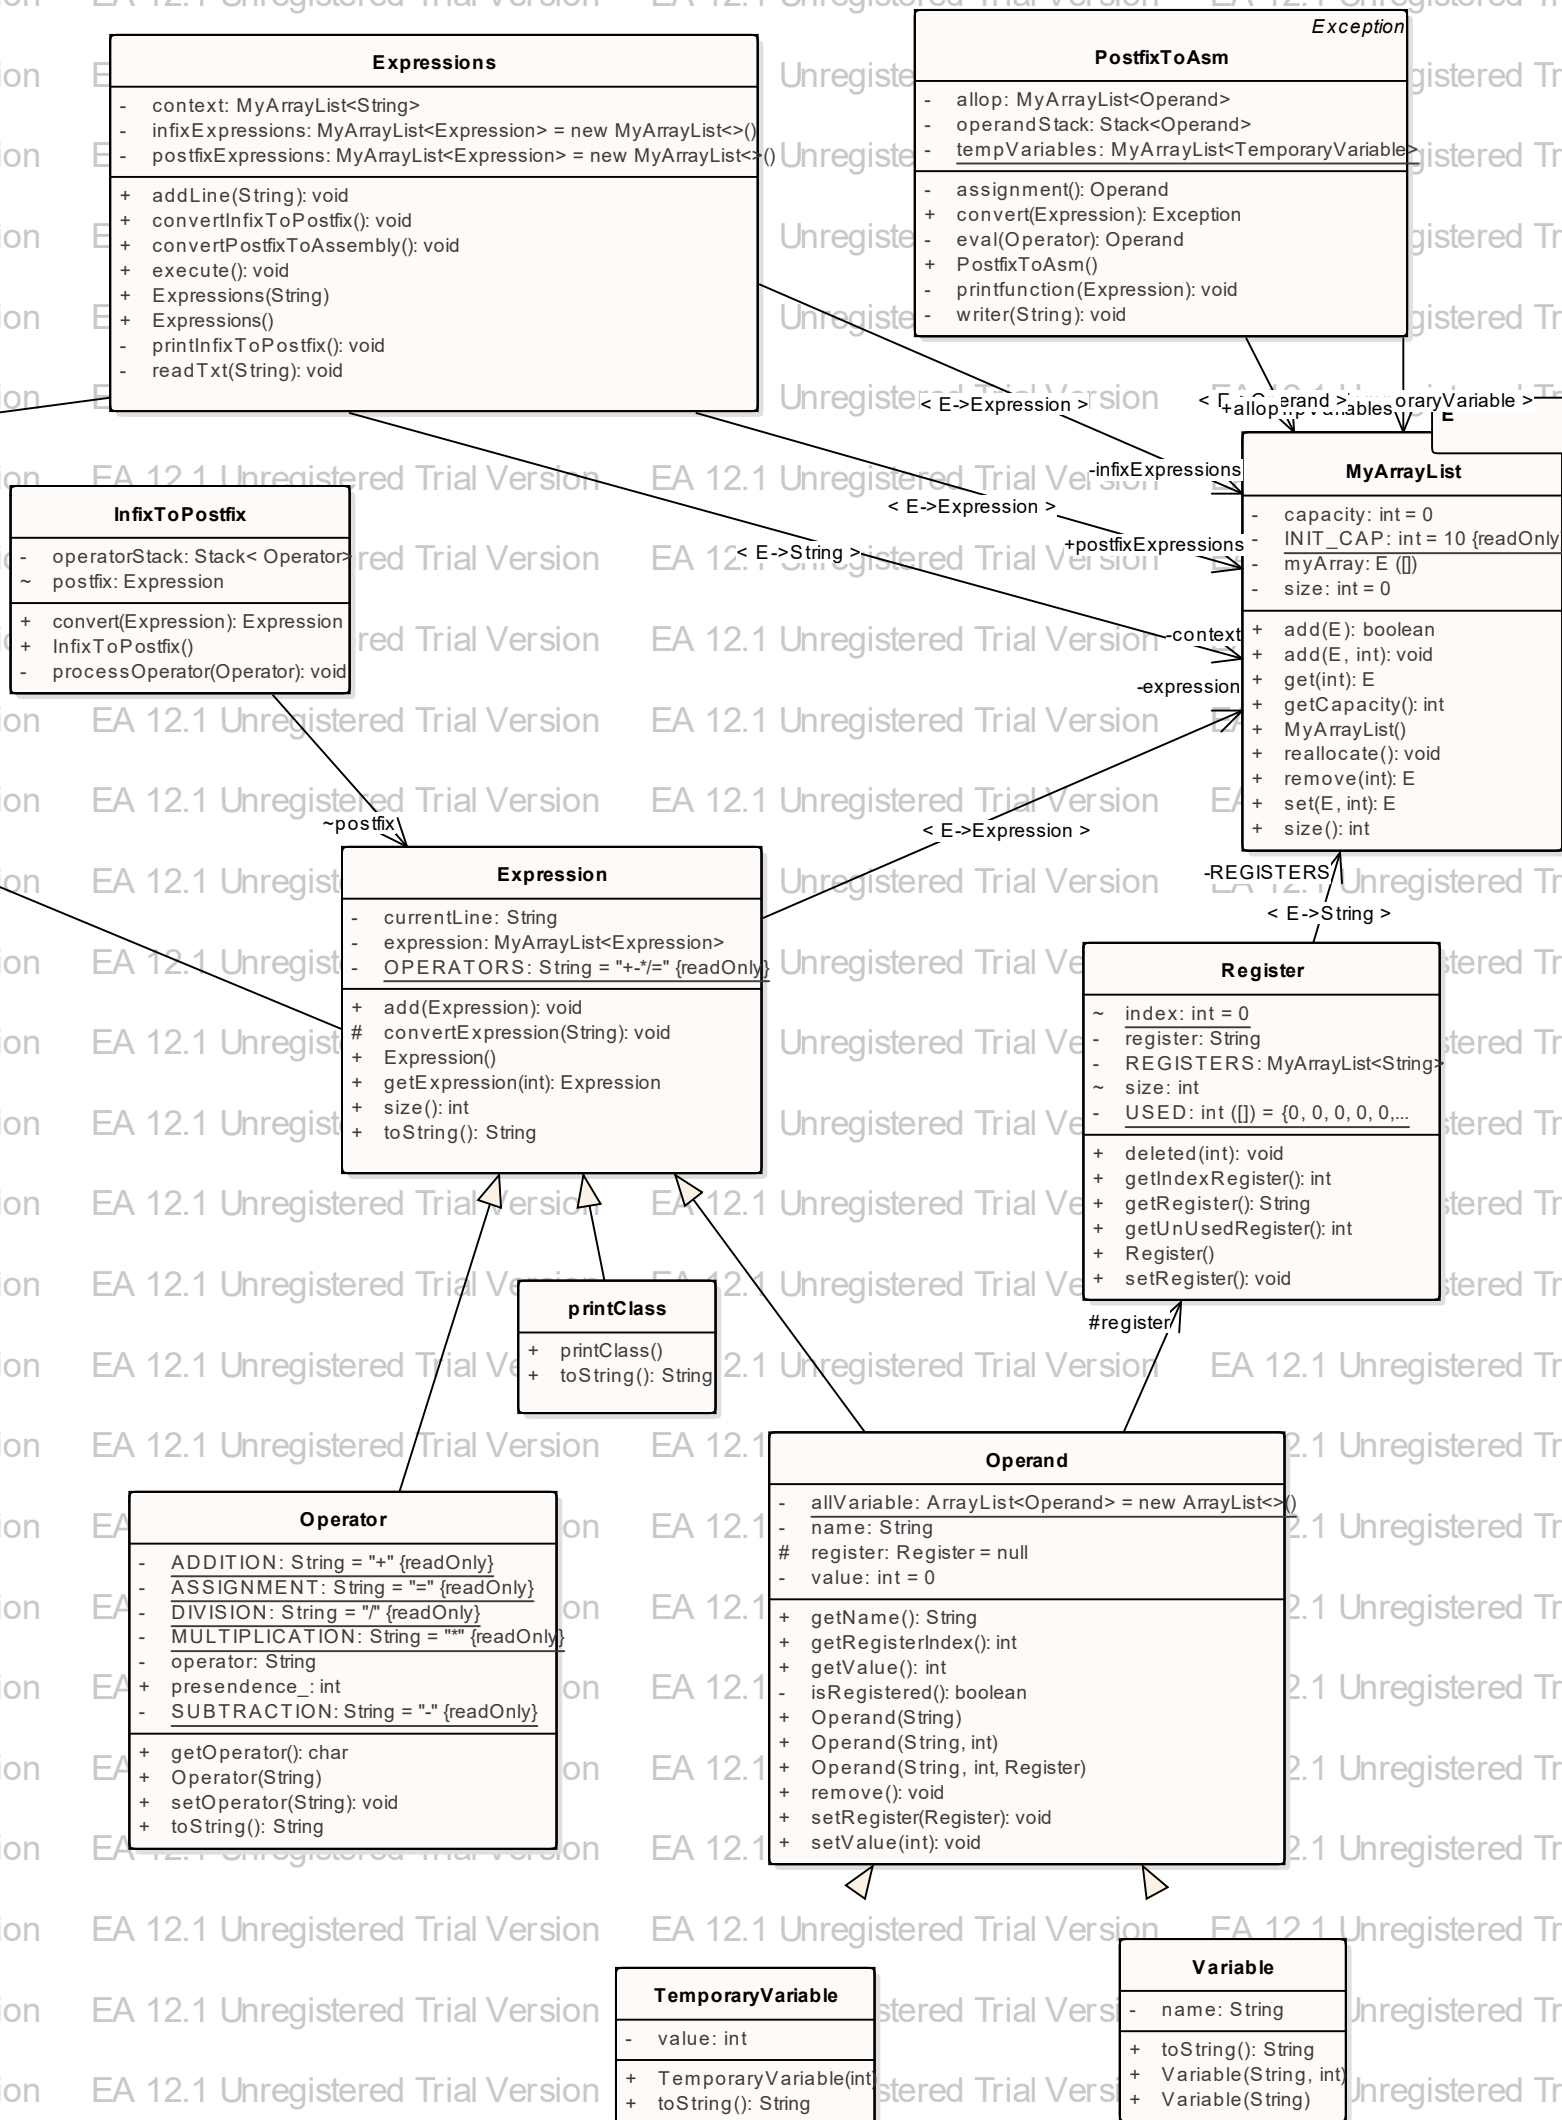 Expressions
- context: MyArrayList<String>
- infixExpressions: MyArrayList<Expression> = new MyArrayList<>()
- postfixExpressions: MyArrayList<Expression> = new MyArrayList<>()
+ addLine(String): void
+ convertInfixToPostfix(): void
+ convertPostfixToAssembly(): void
+ execute(): void
+ Expressions(String)
+ Expressions()
- printInfixToPostfix(): void
- readTxt(String): void
Exception
PostfixToAsm
- allop: MyArrayList<Operand>
- operandStack: Stack<Operand>
- tempVariables: MyArrayList<TemporaryVariable>
- assignment(): Operand
+ convert(Expression): Exception
- eval(Operator): Operand
+ PostfixToAsm()
- printfunction(Expression): void
- writer(String): void
< E->Expression >
+allop
oraryVariable >
E
-infixExpressions
< E->Expression >
+postfixExpressions
< E->String >
-context
-expression
< E->Expression >
MyArrayList
- capacity: int = 0
- INIT_CAP: int = 10 {readOnly
- myArray: E ([])
- size: int = 0
+ add(E): boolean
+ add(E, int): void
+ get(int): E
+ getCapacity(): int
+ MyArrayList()
+ reallocate(): void
+ remove(int): E
+ set(E, int): E
+ size(): int
InfixToPostfix
- operatorStack: Stack< Operator>
~ postfix: Expression
+ convert(Expression): Expression
+ InfixToPostfix()
- processOperator(Operator): void
~postfix
Expression
- currentLine: String
- expression: MyArrayList<Expression>
- OPERATORS: String = "+-*/=" {readOnly}
+ add(Expression): void
# convertExpression(String): void
+ Expression()
+ getExpression(int): Expression
+ size(): int
+ toString(): String
-REGISTERS
< E->String >
Register
~ index: int = 0
- register: String
- REGISTERS: MyArrayList<String>
~ size: int
- USED: int ([]) = {0, 0, 0, 0, 0,...
+ deleted(int): void
+ getIndexRegister(): int
+ getRegister(): String
+ getUnUsedRegister(): int
+ Register()
+ setRegister(): void
#register
printClass
+ printClass()
+ toString(): String
Operator
- ADDITION: String = "+" {readOnly}
- ASSIGNMENT: String = "=" {readOnly}
- DIVISION: String = "/" {readOnly}
- MULTIPLICATION: String = "*" {readOnly}
- operator: String
+ presendence_: int
- SUBTRACTION: String = "-" {readOnly}
+ getOperator(): char
+ Operator(String)
+ setOperator(String): void
+ toString(): String
Operand
- allVariable: ArrayList<Operand> = new ArrayList<>()
- name: String
# register: Register = null
- value: int = 0
+ getName(): String
+ getRegisterIndex(): int
+ getValue(): int
- isRegistered(): boolean
+ Operand(String)
+ Operand(String, int)
+ Operand(String, int, Register)
+ remove(): void
+ setRegister(Register): void
+ setValue(int): void
TemporaryVariable
- value: int
+ TemporaryVariable(int)
+ toString(): String
Variable
- name: String
+ toString(): String
+ Variable(String, int)
+ Variable(String)
EA 12.1 Unregistered Trial Version